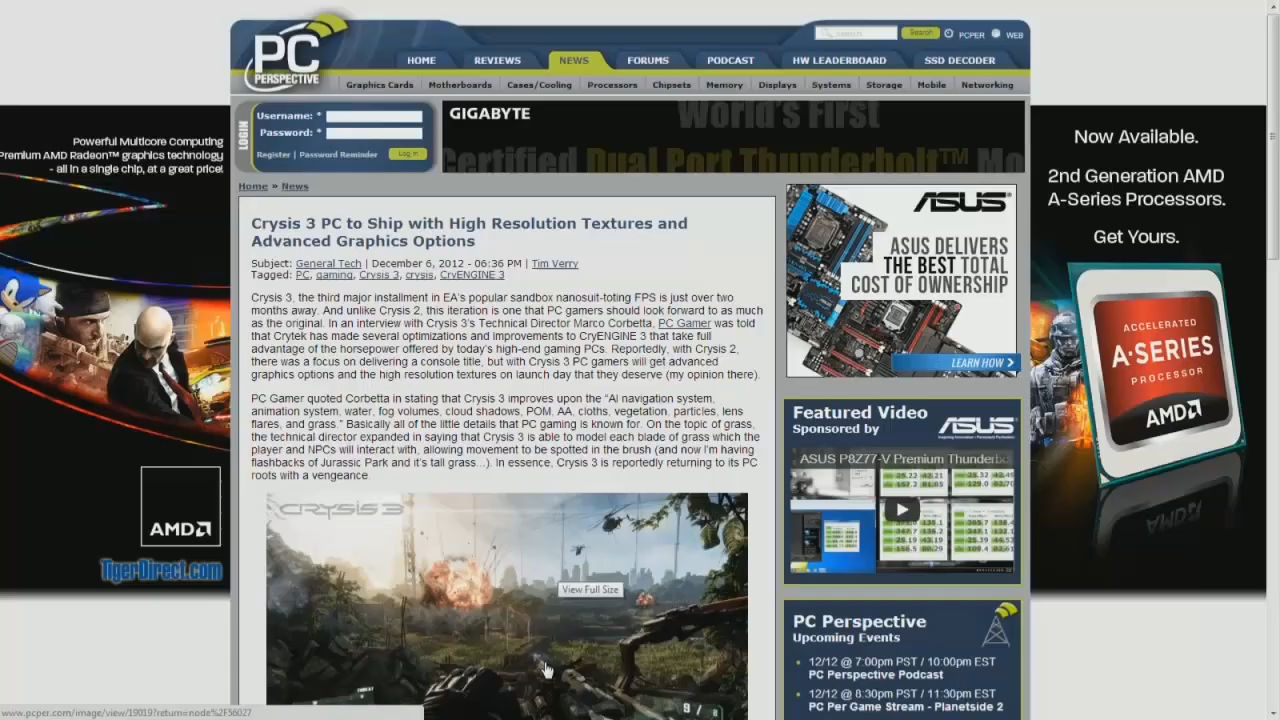 PC
PERSPECTIVE
search
Search
PCPER
WEB
HOME
REVIEWS
NEWS
FORUMS
PODCAST
HW LEADERBOARD
SSD DECODER
Graphics Cards
Motherboards
Cases/Cooling
Processors
Chipsets
Memory
Displays
Systems
Storage
Mobile
Networking
LOGIN
Username: *
Password: *
Register | Password Reminder
Log in
GIGABYTE
World's First
Certified Dual Port Thunderbolt™ Mo
Powerful Multicore Computing
Premium AMD Radeon™ graphics technology
- all in a single chip, at a great price!
AMD
TigerDirect.com
Home » News
Crysis 3 PC to Ship with High Resolution Textures and
Advanced Graphics Options
Subject: General Tech | December 6, 2012 - 06:36 PM | Tim Verry
Tagged: PC, gaming, Crysis 3, crysis, CryENGINE 3
Crysis 3, the third major installment in EA's popular sandbox nanosuit-toting FPS is just over two
months away. And unlike Crysis 2, this iteration is one that PC gamers should look forward to as much
as the original. In an interview with Crysis 3's Technical Director Marco Corbetta, PC Gamer was told
that Crytek has made several optimizations and improvements to CryENGINE 3 that take full
advantage of the horsepower offered by today's high-end gaming PCs. Reportedly, with Crysis 2,
there was a focus on delivering a console title, but with Crysis 3 PC gamers will get advanced
graphics options and the high resolution textures on launch day that they deserve (my opinion there).
PC Gamer quoted Corbetta in stating that Crysis 3 improves upon the "AI navigation system,
animation system, water, fog volumes, cloud shadows, POM, AA, cloths, vegetation, particles, lens
flares, and grass." Basically all of the little details that PC gaming is known for. On the topic of grass,
the technical director expanded in saying that Crysis 3 is able to model each blade of grass which the
player and NPCs will interact with, allowing movement to be spotted in the brush (and now I'm having
flashbacks of Jurassic Park and it's tall grass...). In essence, Crysis 3 is reportedly returning to its PC
roots with a vengeance.
CRYSIS 3
View Full Size
www.pcper.com/image/view/19019?return=node%2F56027
ASUS
ASUS DELIVERS
THE BEST TOTAL
COST OF OWNERSHIP
LEARN HOW
Featured Video
Sponsored by
ASUS
ASUS P8Z77-V Premium Thunderbo
PC Perspective
Upcoming Events
12/12 @ 7:00pm PST / 10:00pm EST
PC Perspective Podcast
12/12 @ 8:30pm PST / 11:30pm EST
PC Per Game Stream - Planetside 2
Now Available.
2nd Generation AMD
A-Series Processors.
Get Yours.
ACCELERATED
A-SERIES
PROCESSOR
AMD